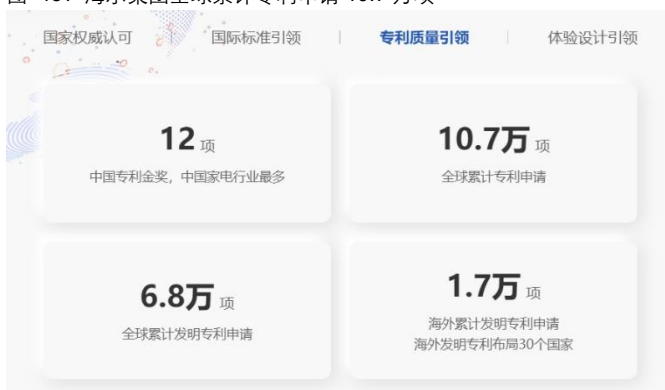 国家权威认可 | 国际标准引领 | 专利质量引领 | 体验设计引领
12 项
中国专利金奖，中国家电行业最多
10.7万 项
全球累计专利申请
6.8万 项
全球累计发明专利申请
1.7万 项
海外累计发明专利申请
海外发明专利布局30个国家